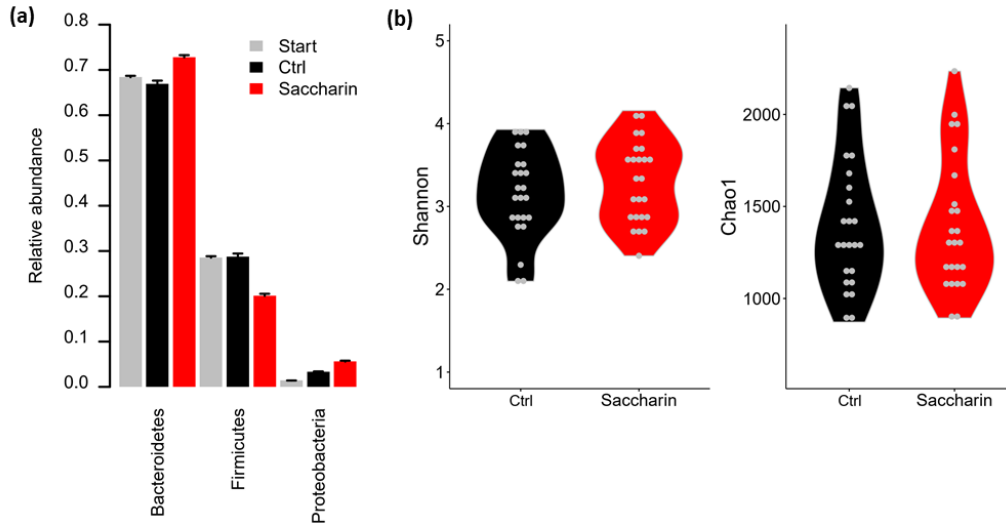 (a)
0.8
0.7
0.6
0.5
0.4
0.3
0.2
0.1
0.0
Relative abundance
Start
Ctrl
Saccharin
Bacteroidetes
Firmicutes
Proteobacteria
(b)
5
4
3
2
1
Shannon
Ctrl
Saccharin
2000
1500
1000
Chao1
Ctrl
Saccharin